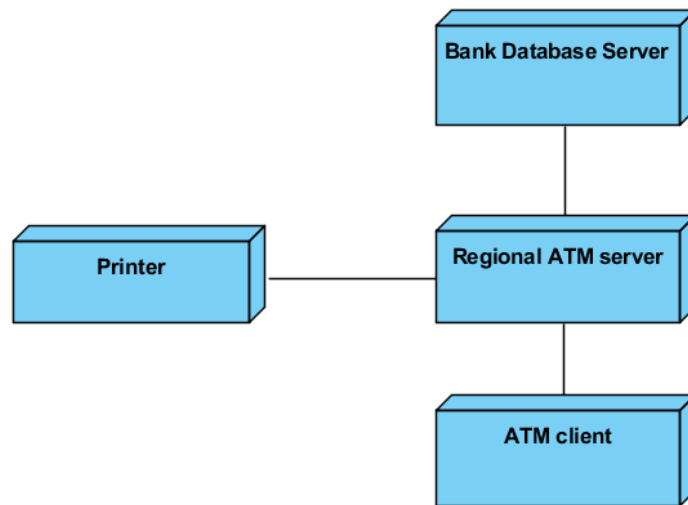 Bank Database Server
Printer
Regional ATM server
ATM client